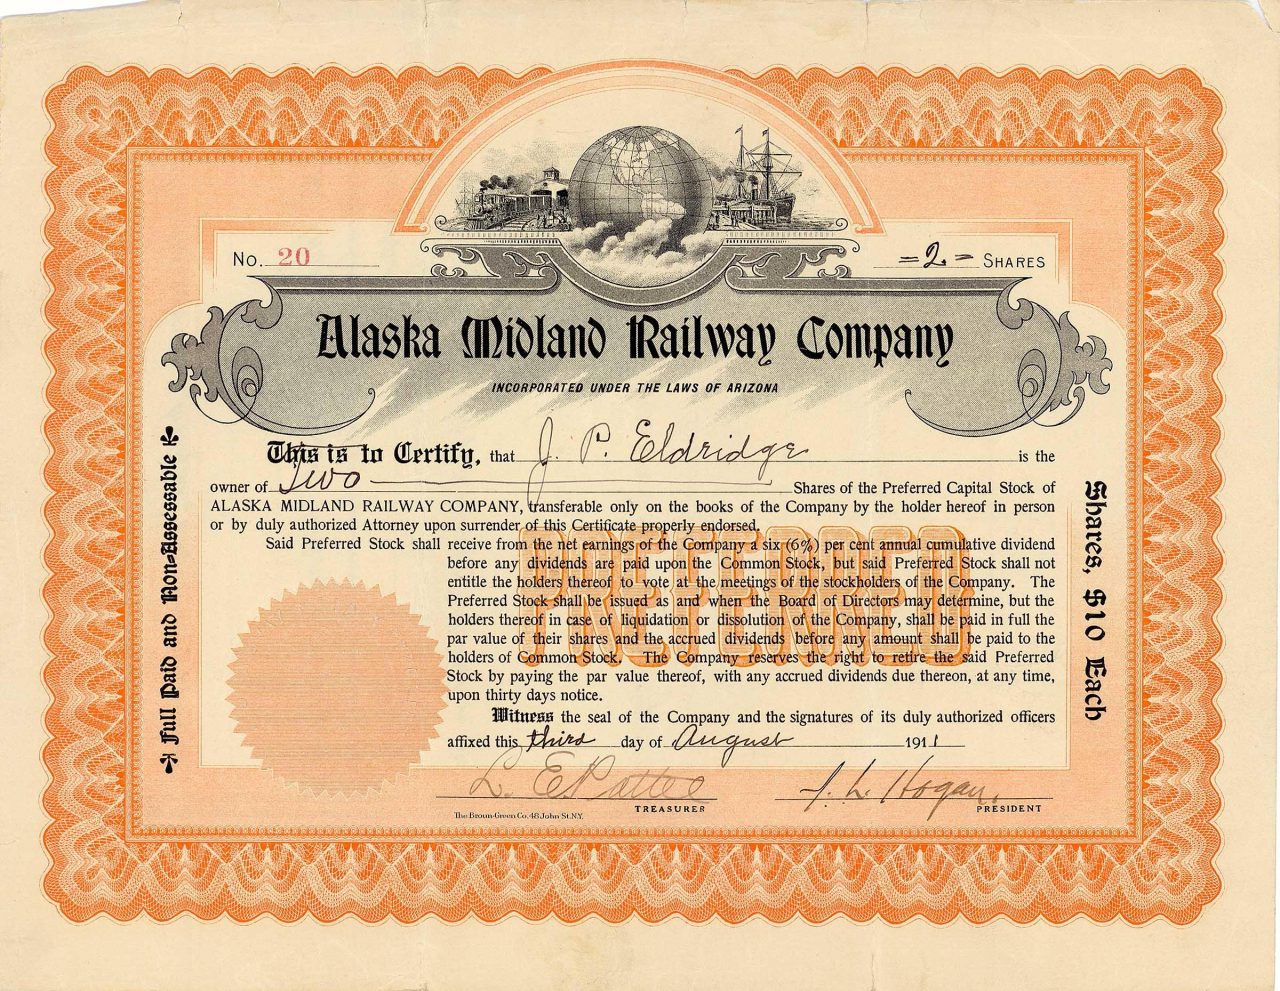 No. 20
=2= SHARES
Alaska Midland Railway Company
INCORPORATED UNDER THE LAWS OF ARIZONA
This is to Certify, that J. P. Eldridge is the
owner of Two Shares of the Preferred Capital Stock of
ALASKA MIDLAND RAILWAY COMPANY, transferable only on the books of the Company by the holder hereof in person
or by duly authorized Attorney upon surrender of this Certificate properly endorsed.
Said Preferred Stock shall receive from the net earnings of the Company a six (6%) per cent annual cumulative dividend
before any dividends are paid upon the Common Stock, but said Preferred Stock shall not
entitle the holders thereof to vote at the meetings of the stockholders of the Company. The
Preferred Stock shall be issued as and when the Board of Directors may determine, but the
holders thereof in case of liquidation or dissolution of the Company, shall be paid in full the
par value of their shares and the accrued dividends before any amount shall be paid to the
holders of Common Stock. The Company reserves the right to retire the said Preferred
Stock by paying the par value thereof, with any accrued dividends due thereon, at any time,
upon thirty days notice.
PREFERRED
Witness the seal of the Company and the signatures of its duly authorized officers
affixed this third day of August 1911
L. E. Pattee
TREASURER
J. L. Hogan.
PRESIDENT
The Broun-Green Co. 48 John St. N.Y.
Full Paid and Non-Assessable
Shares, $10 Each